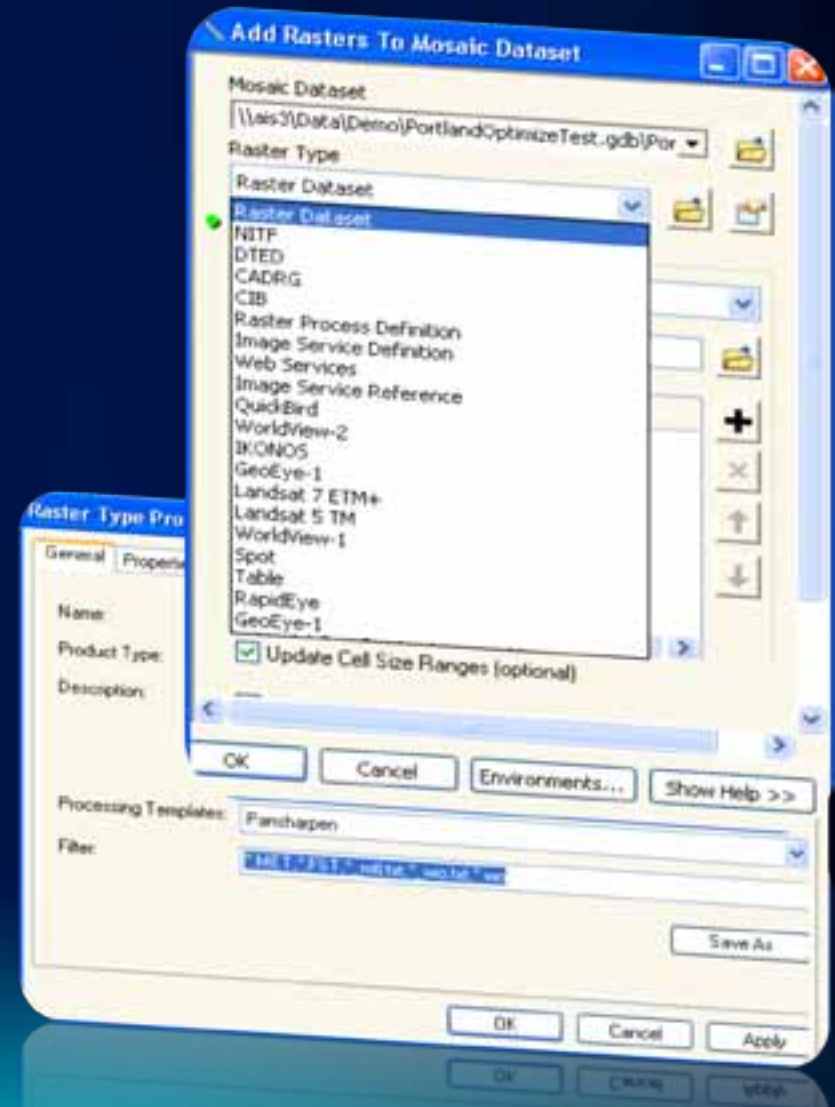 Add Rasters To Mosaic Dataset
Mosaic Dataset
\\ais3\Data\Demo\PortlandOptimizeTest.gdb\Por
Raster Type
Raster Dataset
Raster Dataset
NITF
DTED
CADRG
CIB
Raster Process Definition
Image Service Definition
Web Services
Image Service Reference
QuickBird
WorldView-2
IKONOS
GeoEye-1
Landsat 7 ETM+
Landsat 5 TM
WorldView-1
Spot
Table
RapidEye
GeoEye-1
Update Cell Size Ranges (optional)
OK
Cancel
Environments...
Show Help >>
Raster Type Pro
General
Propertie
Name:
Product Type:
Description:
Processing Templates:
Pansharpen
Filter:
Save As
OK
Cancel
Apply